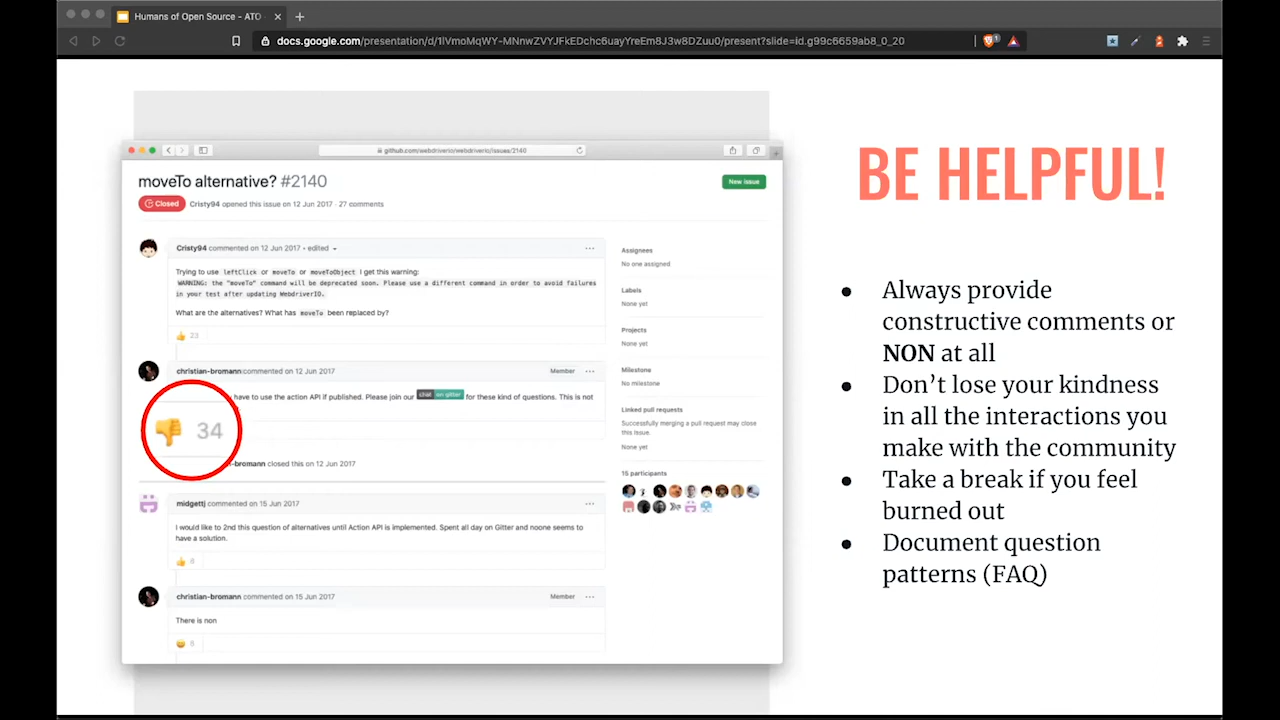 Humans of Open Source - ATO
docs.google.com/presentation/d/1lVmoMqWY-MNnwZVYJFkEDchc6uayYreEm8J3w8DZuu0/present?slide=id.g99c6659ab8_0_20
1
github.com/webdriverio/webdriverio/issues/2140
moveTo alternative? #2140
New issue
Closed Cristy94 opened this issue on 12 Jun 2017 · 27 comments
Cristy94 commented on 12 Jun 2017 • edited
Trying to use leftClick or moveTo or moveToObject I get this warning:
WARNING: the "moveTo" command will be deprecated soon. Please use a different command in order to avoid failures
in your test after updating WebdriverIO.
What are the alternatives? What has moveTo been replaced by?
23
christian-bromann commented on 12 Jun 2017 Member
have to use the action API if published. Please join our chat on gitter for these kind of questions. This is not
34
-bromann closed this on 12 Jun 2017
midgettj commented on 15 Jun 2017
I would like to 2nd this question of alternatives until Action API is implemented. Spent all day on Gitter and noone seems to
have a solution.
8
christian-bromann commented on 15 Jun 2017 Member
There is non
6
Assignees
No one assigned
Labels
None yet
Projects
None yet
Milestone
No milestone
Linked pull requests
Successfully merging a pull request may close
this issue.
None yet
15 participants
BE HELPFUL!
● Always provide
constructive comments or
NON at all
● Don’t lose your kindness
in all the interactions you
make with the community
● Take a break if you feel
burned out
● Document question
patterns (FAQ)